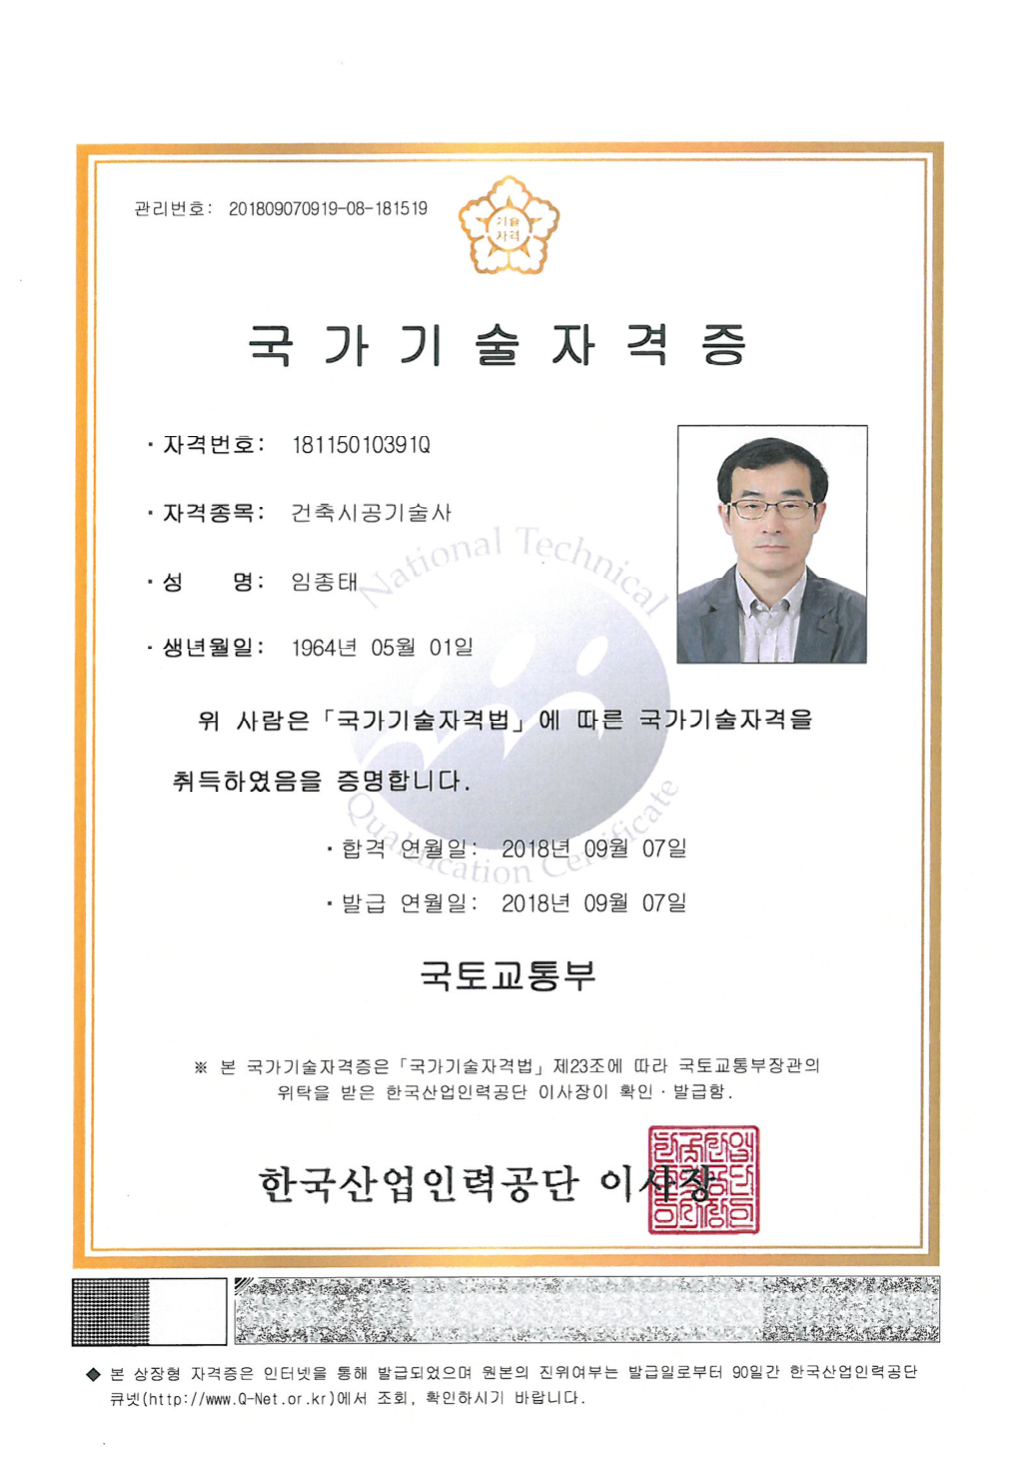 관리번호: 201809070919-08-181519
기술
자격
국가기술자격증
· 자격번호: 18115010391Q
· 자격종목: 건축시공기술사
· 성 명: 임종태
· 생년월일: 1964년 05월 01일
National Technical
위 사람은「국가기술자격법」에 따른 국가기술자격을
취득하였음을 증명합니다.
Qualification Certificate
· 합격 연월일: 2018년 09월 07일
· 발급 연월일: 2018년 09월 07일
국토교통부
※ 본 국가기술자격증은「국가기술자격법」제23조에 따라 국토교통부장관의
위탁을 받은 한국산업인력공단 이사장이 확인·발급함.
한국산업인력공단 이사장
◆ 본 상장형 자격증은 인터넷을 통해 발급되었으며 원본의 진위여부는 발급일로부터 90일간 한국산업인력공단
큐넷(http://www.Q-Net.or.kr)에서 조회, 확인하시기 바랍니다.